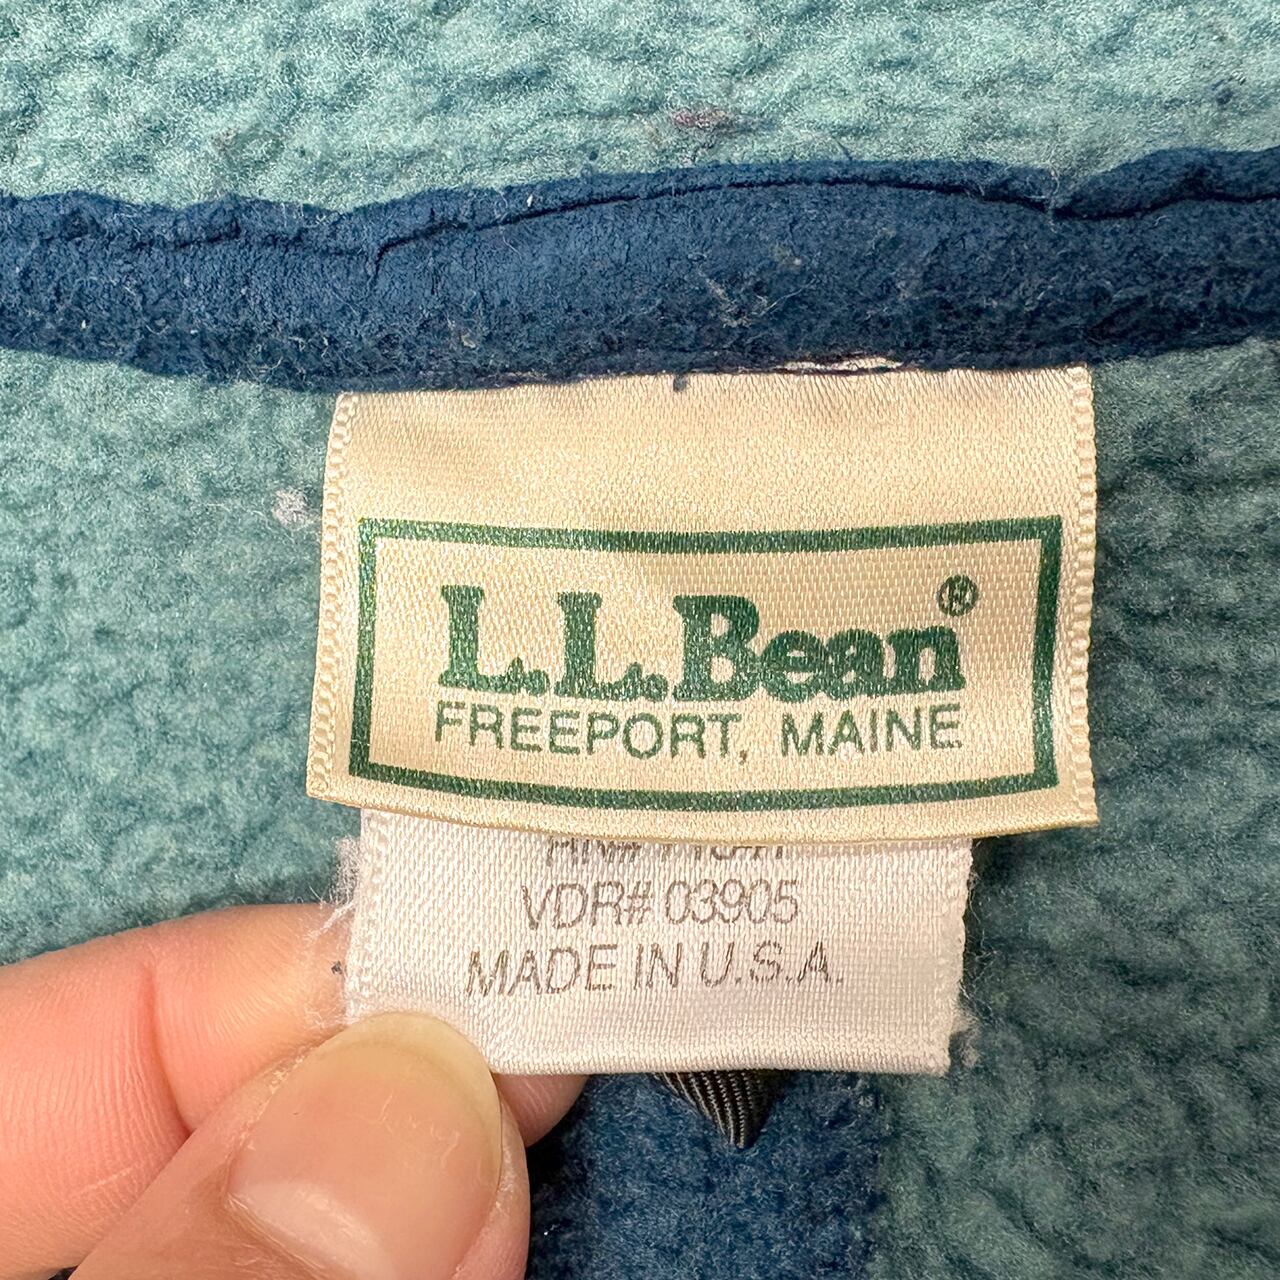 L.L.Bean®
FREEPORT, MAINE
VDR# 03905
MADE IN U.S.A.